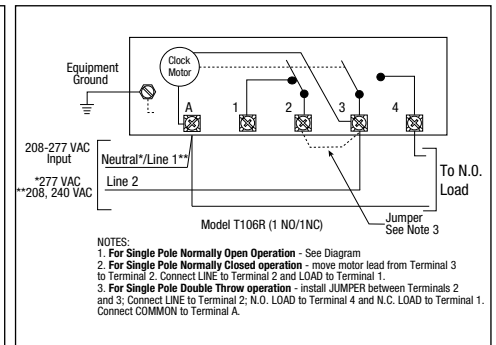 Equipment
Ground
Clock
Motor
A 1 2 3 4
208-277 VAC
Input
*277 VAC
**208, 240 VAC
Neutral*/Line 1**
Line 2
To N.O.
Load
Jumper
See Note 3
Model T106R (1 NO/1NC)
NOTES:
1. For Single Pole Normally Open Operation - See Diagram
2. For Single Pole Normally Closed operation - move motor lead from Terminal 3
to Terminal 2. Connect LINE to Terminal 2 and LOAD to Terminal 1.
3. For Single Pole Double Throw operation - install JUMPER between Terminals 2
and 3; Connect LINE to Terminal 2; N.O. LOAD to Terminal 4 and N.C. LOAD to Terminal 1.
Connect COMMON to Terminal A.